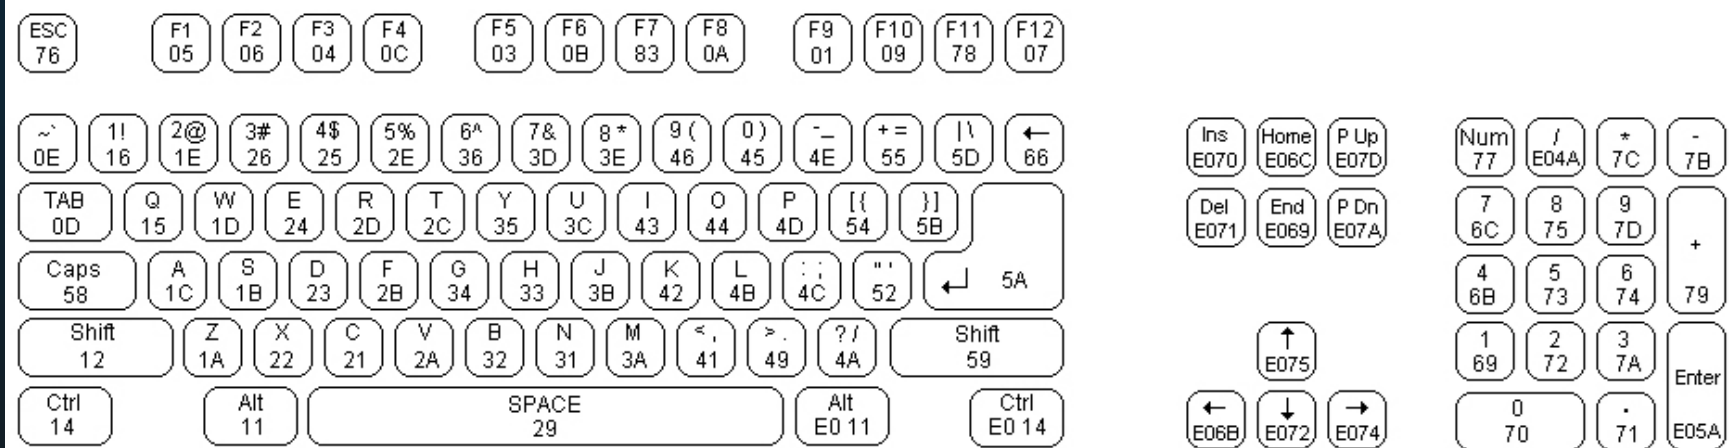 ESC F1 F2 F3 F4 F5 F6 F7 F8 F9 F10 F11 F12
76 05 06 04 0C 03 0B 83 0A 01 09 78 07
~` 1! 2@ 3# 4$ 5% 6^ 7& 8* 9( 0) -_ += |\ ←
0E 16 1E 26 25 2E 36 3D 3E 46 45 4E 55 5D 66
Ins Home P Up
E070 E06C E07D
Num / * -
77 E04A 7C 7B
TAB Q W E R T Y U I O P [{ }]
0D 15 1D 24 2D 2C 35 3C 43 44 4D 54 5B
Del End P Dn
E071 E069 E07A
7 8 9
6C 75 7D
+
79
Caps A S D F G H J K L : ; " '
58 1C 1B 23 2B 34 33 3B 42 4B 4C 52
↵ 5A
4 5 6
6B 73 74
Shift Z X C V B N M < , > . ? / Shift
12 1A 22 21 2A 32 31 3A 41 49 4A 59
↑
E075
1 2 3
69 72 7A
Enter
E05A
Ctrl Alt SPACE Alt Ctrl
14 11 29 E0 11 E0 14
← ↓ →
E06B E072 E074
0 .
70 71